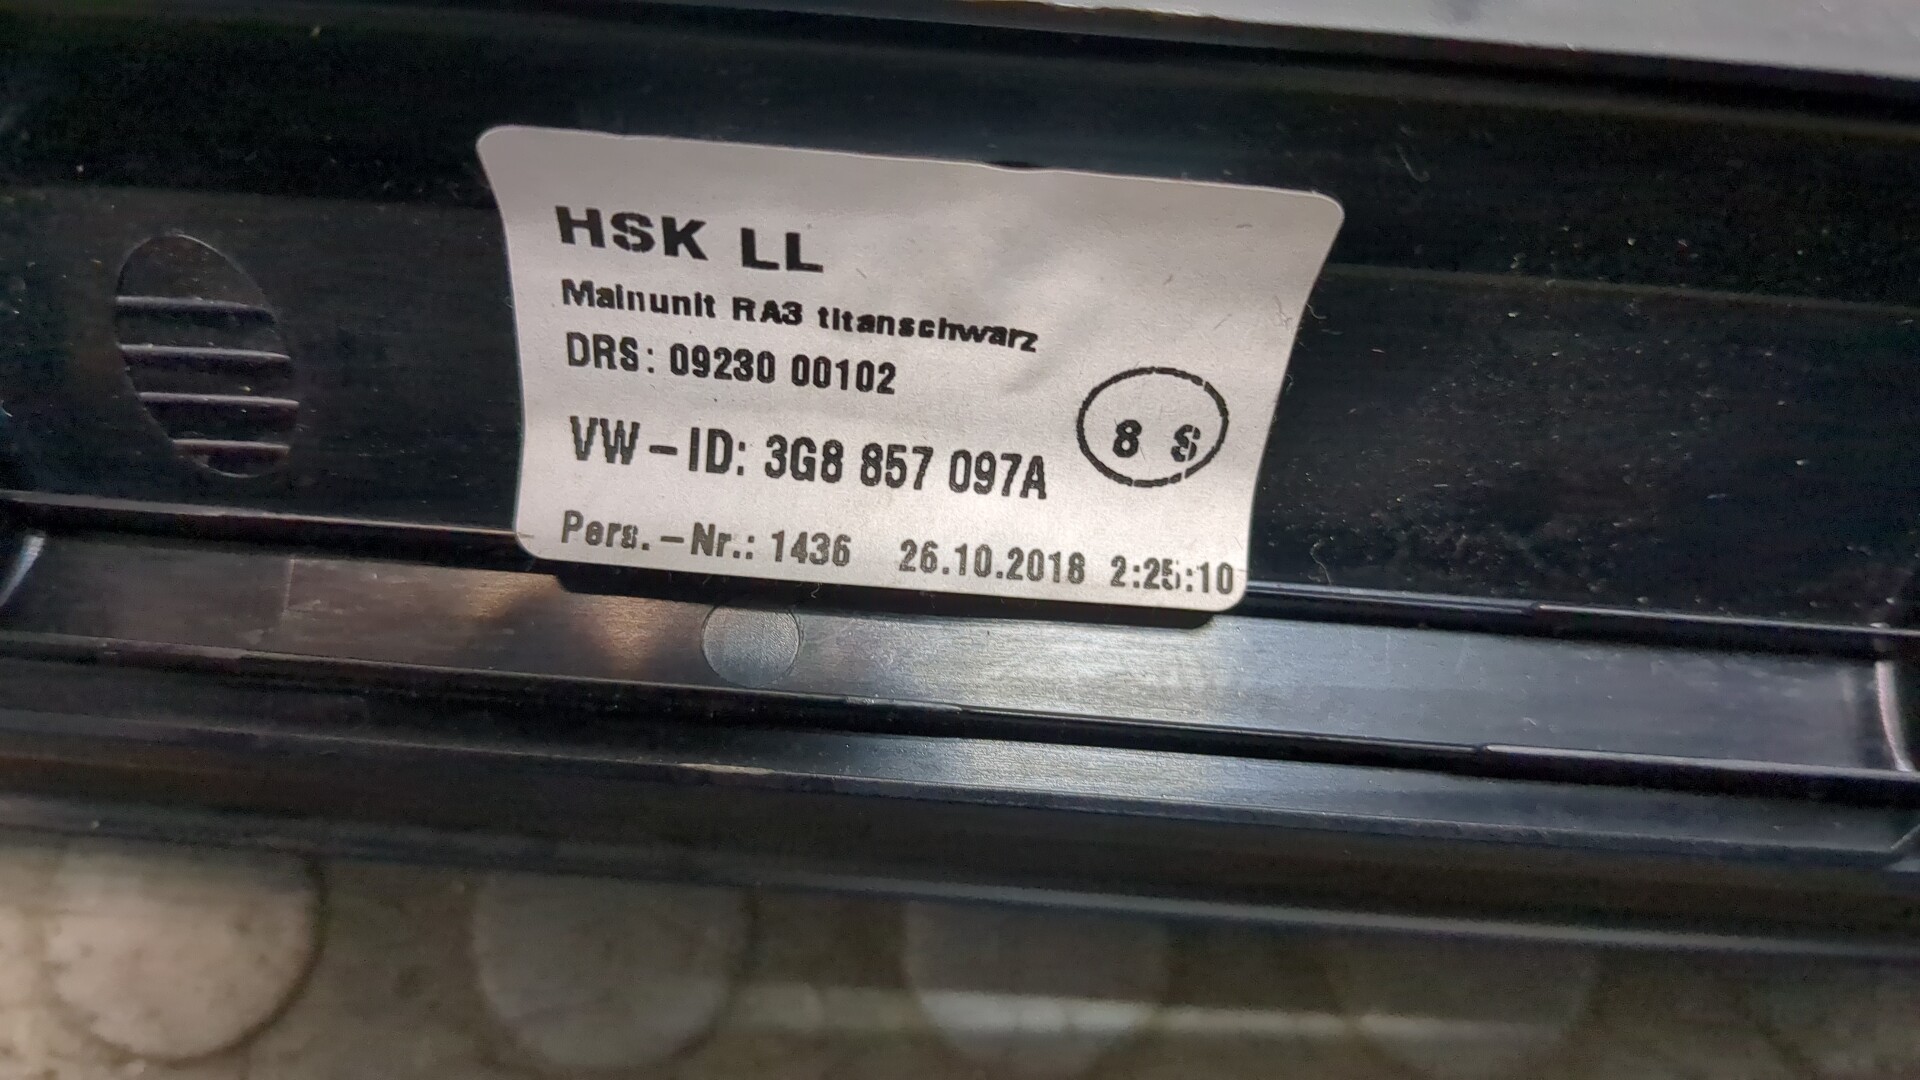 HSK LL
Mainunit RA3 titanschwarz
DRS: 09230 00102
8 8
VW-ID: 3G8 857 097A
Pers.-Nr.: 1436 26.10.2018 2:25:10